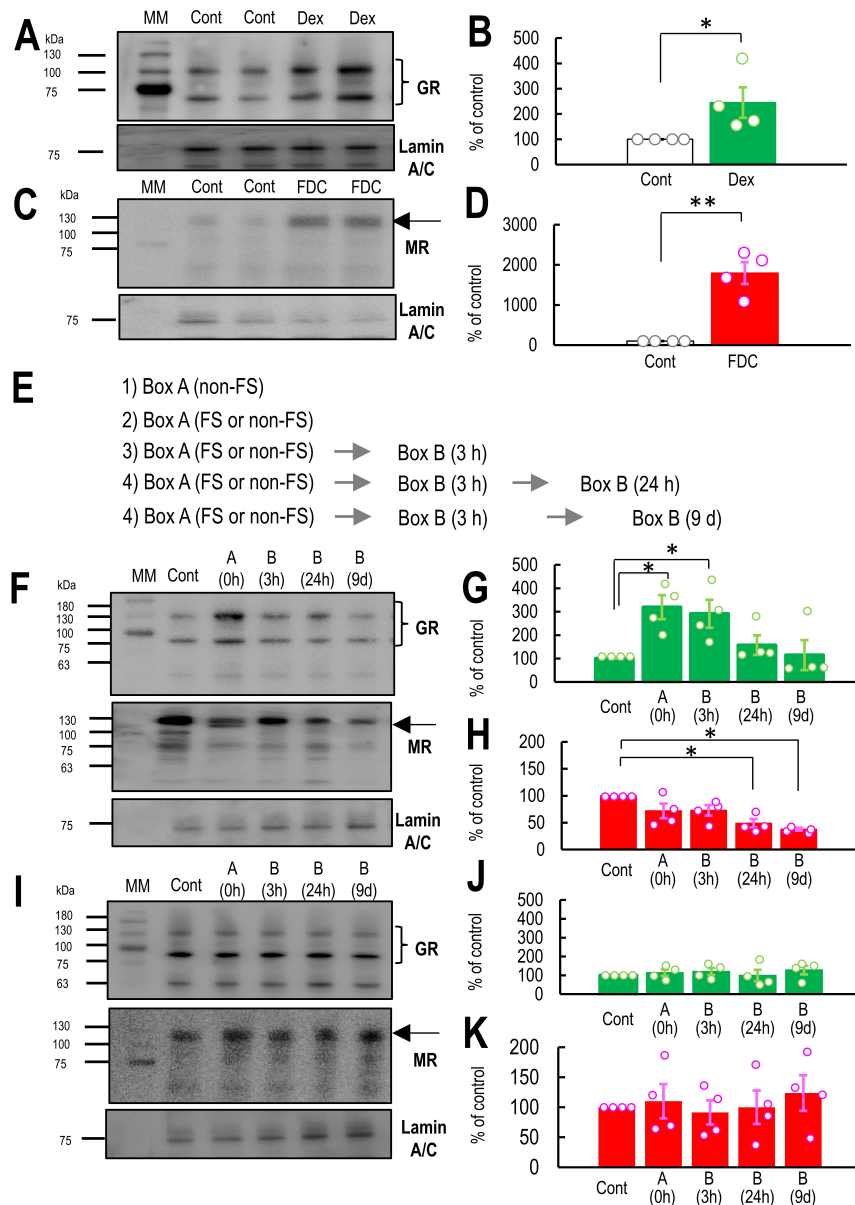 A
MM Cont Cont Dex Dex
kDa
130
100
75
GR
75
Lamin
A/C
B
% of control
500
400
300
200
100
0
*
Cont Dex
C
kDa
MM Cont Cont FDC FDC
130
100
75
MR
75
Lamin
A/C
D
% of control
3000
2000
1000
0
**
Cont FDC
E
1) Box A (non-FS)
2) Box A (FS or non-FS)
3) Box A (FS or non-FS) Box B (3 h)
4) Box A (FS or non-FS) Box B (3 h) Box B (24 h)
4) Box A (FS or non-FS) Box B (3 h) Box B (9 d)
F
A B B B
kDa MM Cont (0h) (3h) (24h) (9d)
180
130
100
75
63
GR
130
100
75
63
MR
75
Lamin
A/C
G
% of control
500
400
300
200
100
0
*
*
Cont A B B B
(0h) (3h) (24h) (9d)
H
% of control
200
150
100
50
0
*
*
Cont A B B B
(0h) (3h) (24h) (9d)
I
A B B B
kDa MM Cont (0h) (3h) (24h) (9d)
180
130
100
75
63
GR
130
100
75
MR
75
Lamin
A/C
J
% of control
500
400
300
200
100
0
Cont A B B B
(0h) (3h) (24h) (9d)
K
% of control
200
150
100
50
0
Cont A B B B
(0h) (3h) (24h) (9d)